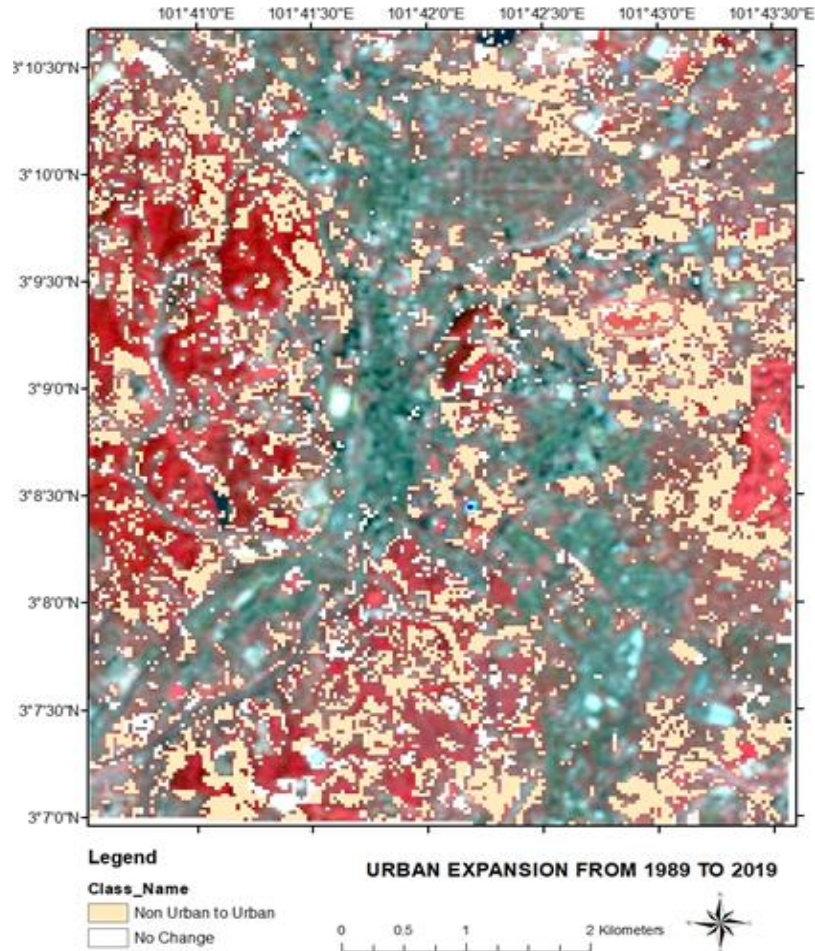 101°41'0"E 101°41'30"E 101°42'0"E 101°42'30"E 101°43'0"E 101°43'30"E
3°10'30"N
3°10'0"N
3°9'30"N
3°9'0"N
3°8'30"N
3°8'0"N
3°7'30"N
3°7'0"N
Legend
URBAN EXPANSION FROM 1989 TO 2019
Class_Name
Non Urban to Urban
No Change
0 0.5 1 2 Kilometers